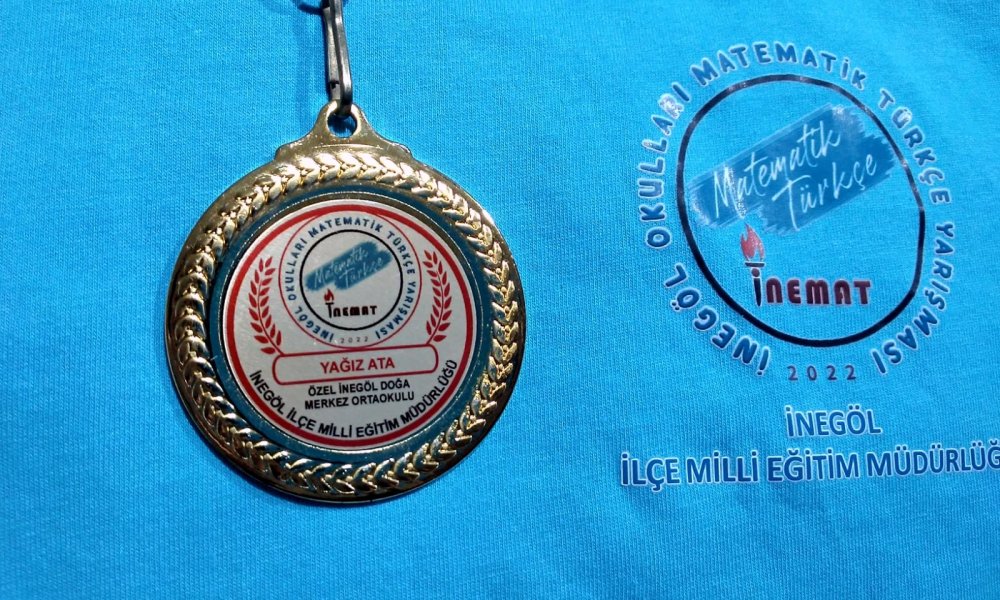 İNEGÖL OKULLARI MATEMATİK TÜRKÇE YARIŞMASI
Matematik
Türkçe
İNEMAT
2022
YAĞIZ ATA
ÖZEL İNEGÖL DOĞA
MERKEZ ORTAOKULU
İNEGÖL İLÇE MİLLİ EĞİTİM MÜDÜRLÜĞÜ
İNEGÖL OKULLARI MATEMATİK TÜRKÇE YARIŞMASI
Matematik
Türkçe
İNEMAT
2022
İNEGÖL
İLÇE MİLLİ EĞİTİM MÜDÜRLÜĞ